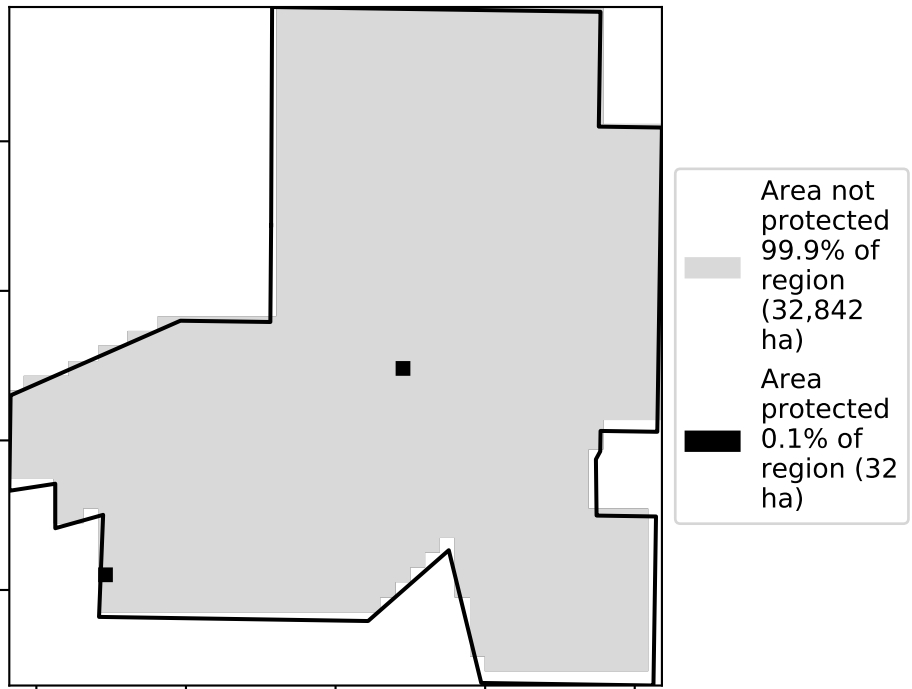 Area not
protected
99.9% of
region
(32,842
ha)
Area
protected
0.1% of
region (32
ha)